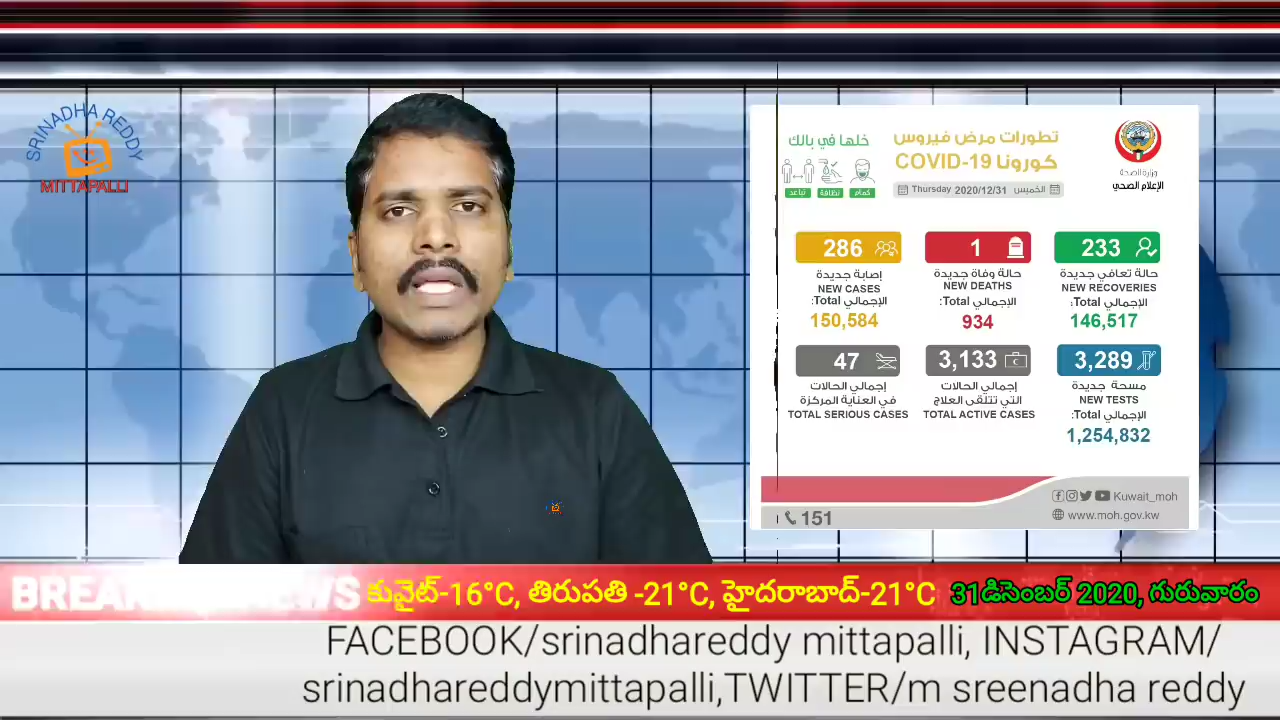 SRINADHA REDDY
MITTAPALLI
خلها في بالك
تباعد
نظافة
كمام
تطورات مرض فيروس
كورونا COVID-19
Thursday 2020/12/31 الخميس
وزارة الصحة
الإعلام الصحي
286
إصابة جديدة
NEW CASES
الإجمالي Total:
150,584
1
حالة وفاة جديدة
NEW DEATHS
الإجمالي Total:
934
233
حالة تعافي جديدة
NEW RECOVERIES
الإجمالي Total:
146,517
47
إجمالي الحالات
في العناية المركزة
TOTAL SERIOUS CASES
3,133
إجمالي الحالات
التي تتلقى العلاج
TOTAL ACTIVE CASES
3,289
مسحة جديدة
NEW TESTS
الإجمالي Total:
1,254,832
Kuwait_moh
www.moh.gov.kw
151
BREAKING NEWS
కువైట్-16°C, తిరుపతి -21°C, హైదరాబాద్-21°C 31డిసెంబర్ 2020, గురువారం
FACEBOOK/srinadhareddy mittapalli, INSTAGRAM/
srinadhareddymittapalli,TWITTER/m sreenadha reddy